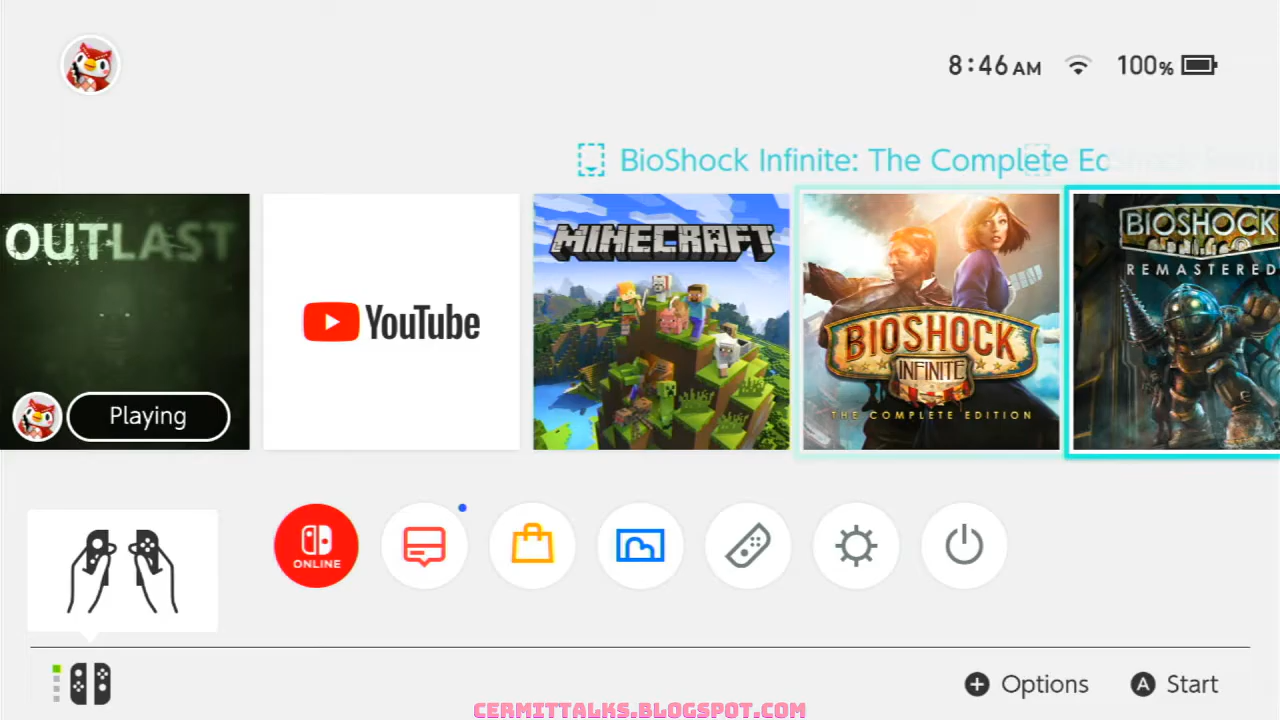 8:46 AM 100%
BioShock Infinite: The Complete Ed
OUTLAST
Playing
YouTube
MINECRAFT
BIOSHOCK
INFINITE
THE COMPLETE EDITION
BIOSHOCK
REMASTERED
ONLINE
Options
A Start
CERMITTALKS.BLOGSPOT.COM